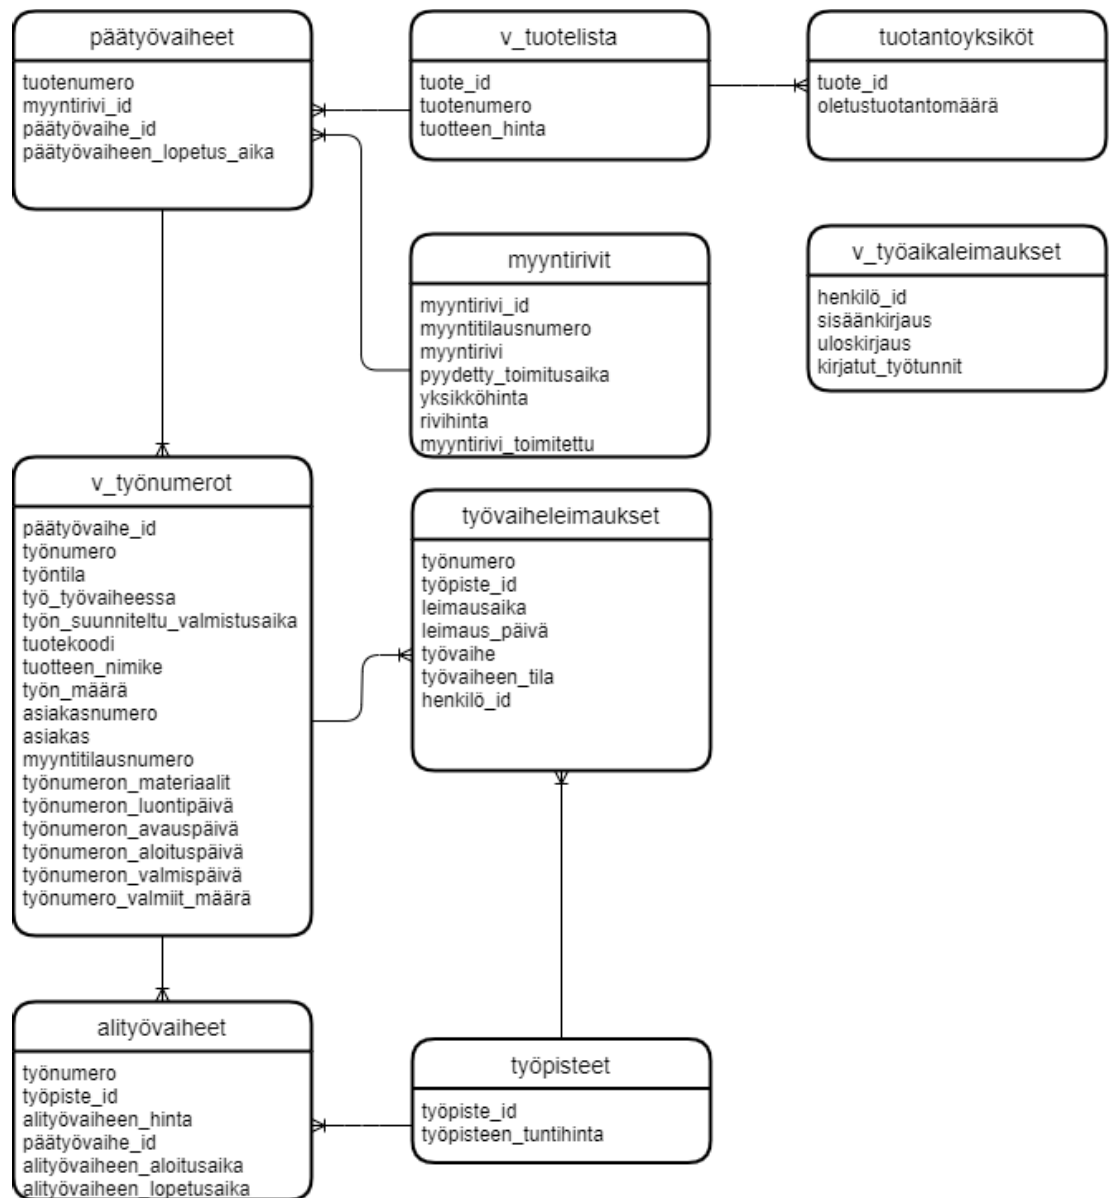 päätyövaiheet
tuotenumero
myyntirivi_id
päätyövaihe_id
päätyövaiheen_lopetus_aika
v_tuotelista
tuote_id
tuotenumero
tuotteen_hinta
tuotantoyksiköt
tuote_id
oletustuotantomäärä
myyntirivit
myyntirivi_id
myyntitilausnumero
myyntirivi
pyydetty_toimitusaika
yksikköhinta
rivihinta
myyntirivi_toimitettu
v_työaikaleimaukset
henkilö_id
sisäänkirjaus
uloskirjaus
kirjatut_työtunnit
v_työnumerot
päätyövaihe_id
työnumero
työntila
työ_työvaiheessa
työn_suunniteltu_valmistusaika
tuotekoodi
tuotteen_nimike
työn_määrä
asiakasnumero
asiakas
myyntitilausnumero
työnumeron_materiaalit
työnumeron_luontipäivä
työnumeron_avauspäivä
työnumeron_aloituspäivä
työnumeron_valmispäivä
työnumero_valmiit_määrä
työvaiheleimaukset
työnumero
työpiste_id
leimausaika
leimaus_päivä
työvaihe
työvaiheen_tila
henkilö_id
alityövaiheet
työnumero
työpiste_id
alityövaiheen_hinta
päätyövaihe_id
alityövaiheen_aloitusaika
alityövaiheen_lopetusaika
työpisteet
työpiste_id
työpisteen_tuntihinta